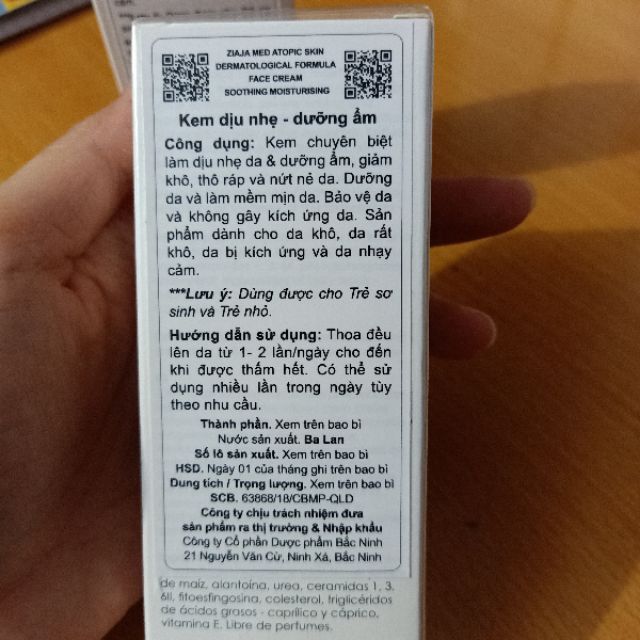 ZIAJA MED ATOPIC SKIN
DERMATOLOGICAL FORMULA
FACE CREAM
SOOTHING MOISTURISING
Kem dịu nhẹ - dưỡng ẩm
Công dụng: Kem chuyên biệt
làm dịu nhẹ da & dưỡng ẩm, giảm
khô, thô ráp và nứt nẻ da. Dưỡng
da và làm mềm mịn da. Bảo vệ da
và không gây kích ứng da. Sản
phẩm dành cho da khô, da rất
khô, da bị kích ứng và da nhạy
cảm.
***Lưu ý: Dùng được cho Trẻ sơ
sinh và Trẻ nhỏ.
Hướng dẫn sử dụng: Thoa đều
lên da từ 1- 2 lần/ngày cho đến
khi được thấm hết. Có thể sử
dụng nhiều lần trong ngày tùy
theo nhu cầu.
Thành phần. Xem trên bao bì
Nước sản xuất. Ba Lan
Số lô sản xuất. Xem trên bao bì
HSD. Ngày 01 của tháng ghi trên bao bì
Dung tích / Trọng lượng. Xem trên bao bì
SCB. 63868/18/CBMP-QLD
Công ty chịu trách nhiệm đưa
sản phẩm ra thị trường & Nhập khẩu
Công ty Cổ phần Dược phẩm Bắc Ninh
21 Nguyễn Văn Cừ, Ninh Xá, Bắc Ninh
de maíz, alantoína, urea, ceramidas 1, 3,
6II, fitoesfingosina, colesterol, triglicéridos
de ácidos grasos - caprílico y cáprico,
vitamina E. Libre de perfumes.